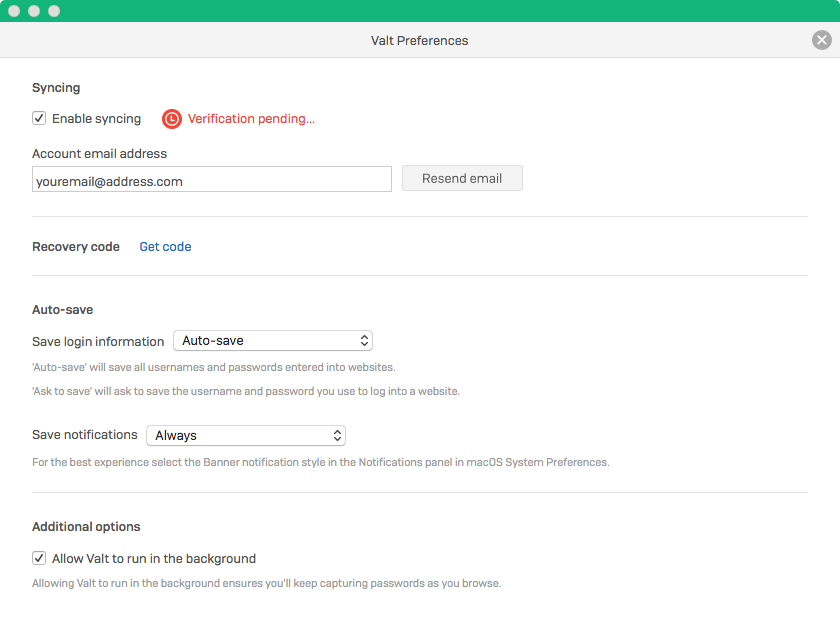 Valt Preferences
Syncing
Enable syncing Verification pending...
Account email address
youremail@address.com Resend email
Recovery code Get code
Auto-save
Save login information Auto-save
'Auto-save' will save all usernames and passwords entered into websites.
'Ask to save' will ask to save the username and password you use to log into a website.
Save notifications Always
For the best experience select the Banner notification style in the Notifications panel in macOS System Preferences.
Additional options
Allow Valt to run in the background
Allowing Valt to run in the background ensures you'll keep capturing passwords as you browse.